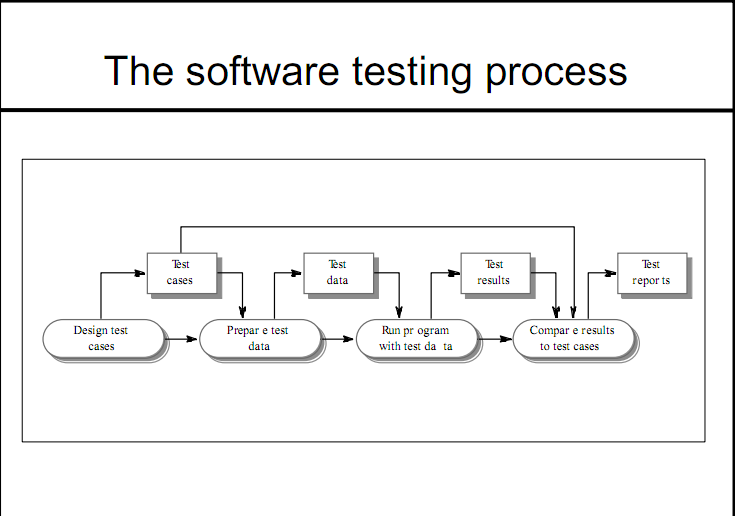 The software testing process
Test
cases
Test
data
Test
results
Test
repor ts
Design test
cases
Prepar e test
data
Run pr ogram
with test da ta
Compar e results
to test cases